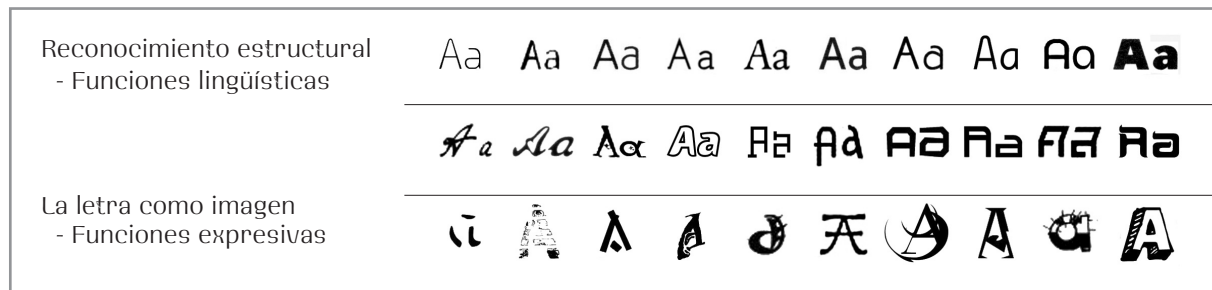 Reconocimiento estructural
- Funciones lingüísticas
Aa Aa Aa Aa Aa Aa Aa Aa Aa Aa
Aa Aa Aa Aa Aa Aa Aa Aa Aa Aa
La letra como imagen
- Funciones expresivas
A A A a A A A a A